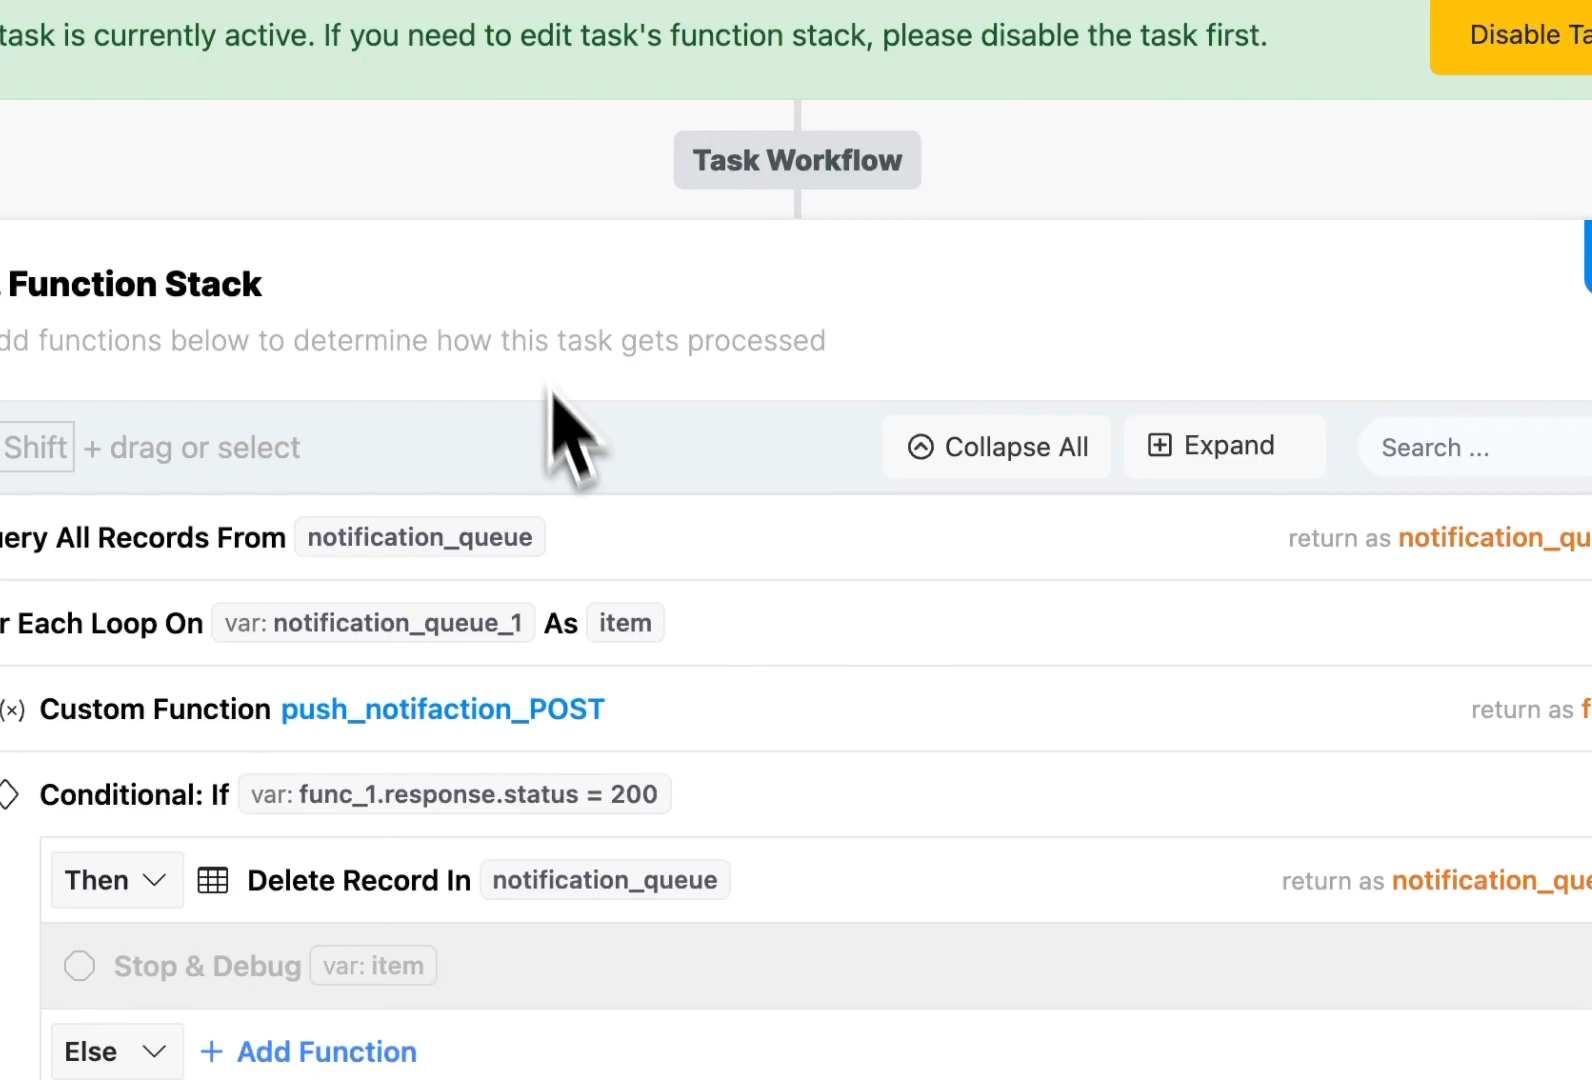 task is currently active. If you need to edit task's function stack, please disable the task first.
Disable Ta
Task Workflow
. Function Stack
dd functions below to determine how this task gets processed
Shift + drag or select
Collapse All
Expand
Search ...
uery All Records From notification_queue
return as notification_qu
r Each Loop On var: notification_queue_1 As item
(×) Custom Function push_notifaction_POST
return as f
Conditional: If var: func_1.response.status = 200
Then Delete Record In notification_queue
return as notification_que
Stop & Debug var: item
Else + Add Function